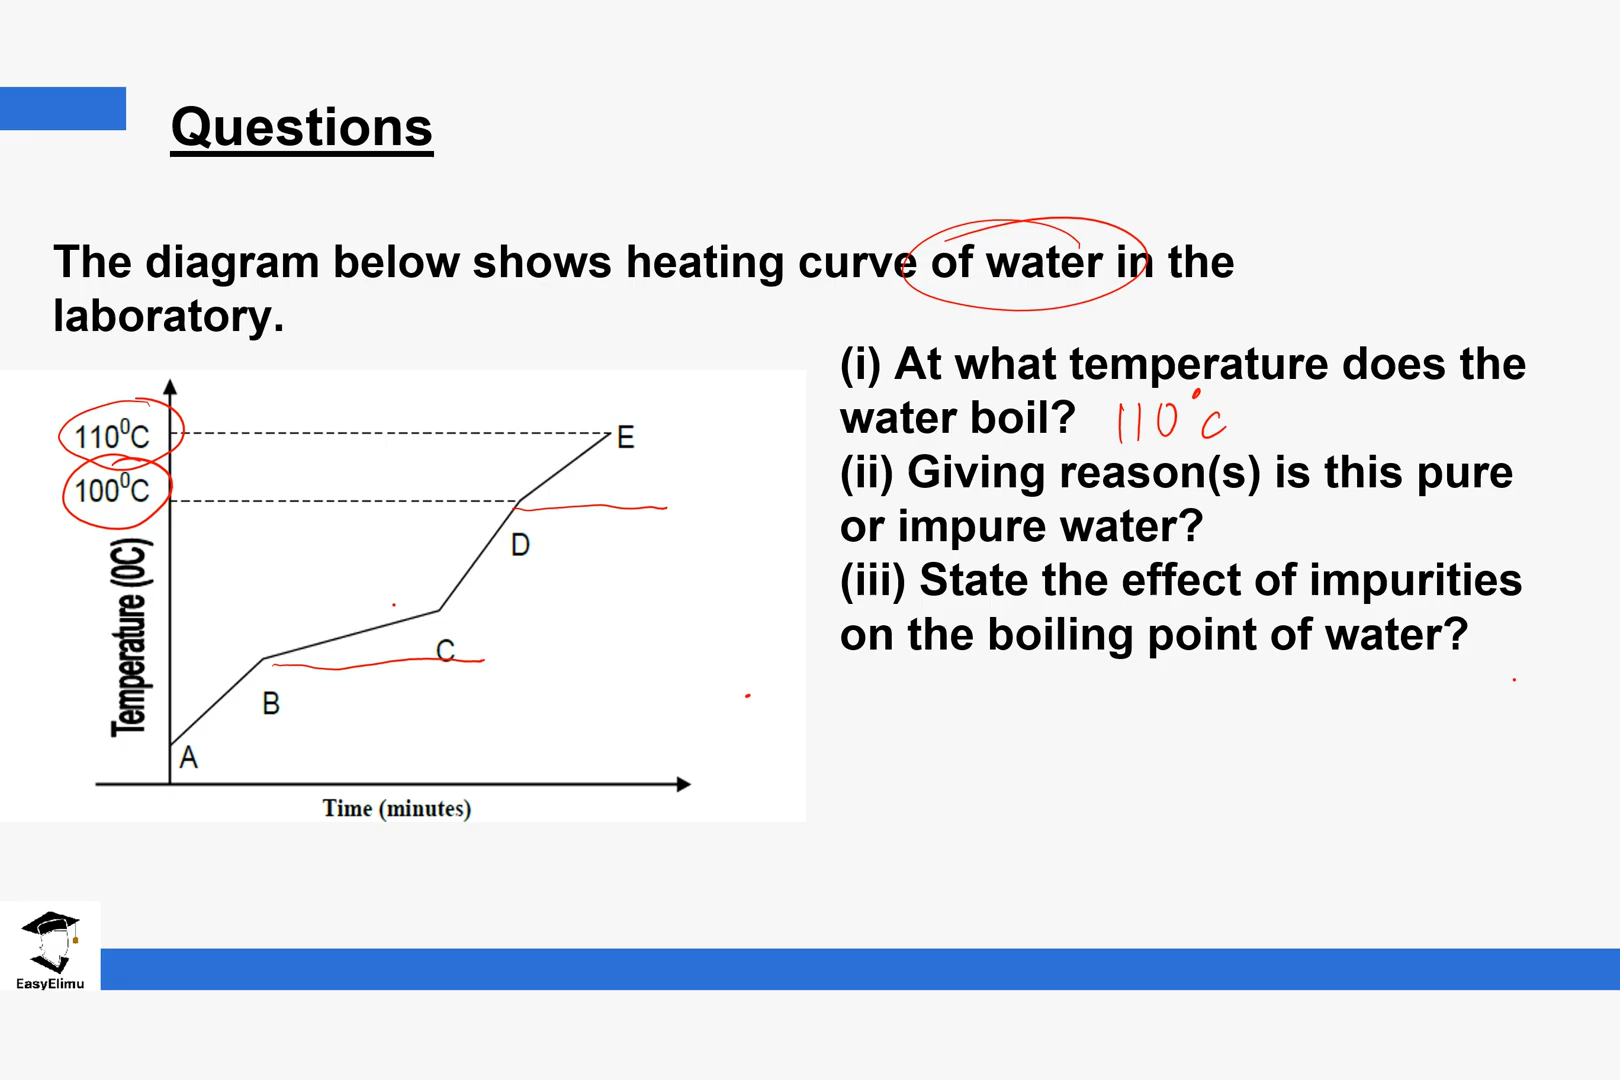 Questions
The diagram below shows heating curve of water in the
laboratory.
(i) At what temperature does the
water boil? 110°c
(ii) Giving reason(s) is this pure
or impure water?
(iii) State the effect of impurities
on the boiling point of water?
110⁰C
100⁰C
Temperature (0C)
E
D
C
B
A
Time (minutes)
EasyElimu